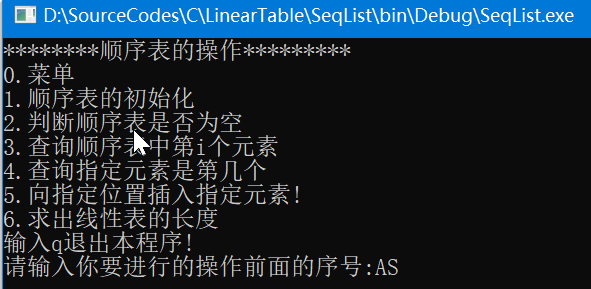 D:\SourceCodes\C\LinearTable\SeqList\bin\Debug\SeqList.exe
********顺序表的操作*********
0.菜单
1.顺序表的初始化
2.判断顺序表是否为空
3.查询顺序表中第i个元素
4.查询指定元素是第几个
5.向指定位置插入指定元素!
6.求出线性表的长度
输入q退出本程序!
请输入你要进行的操作前面的序号:AS